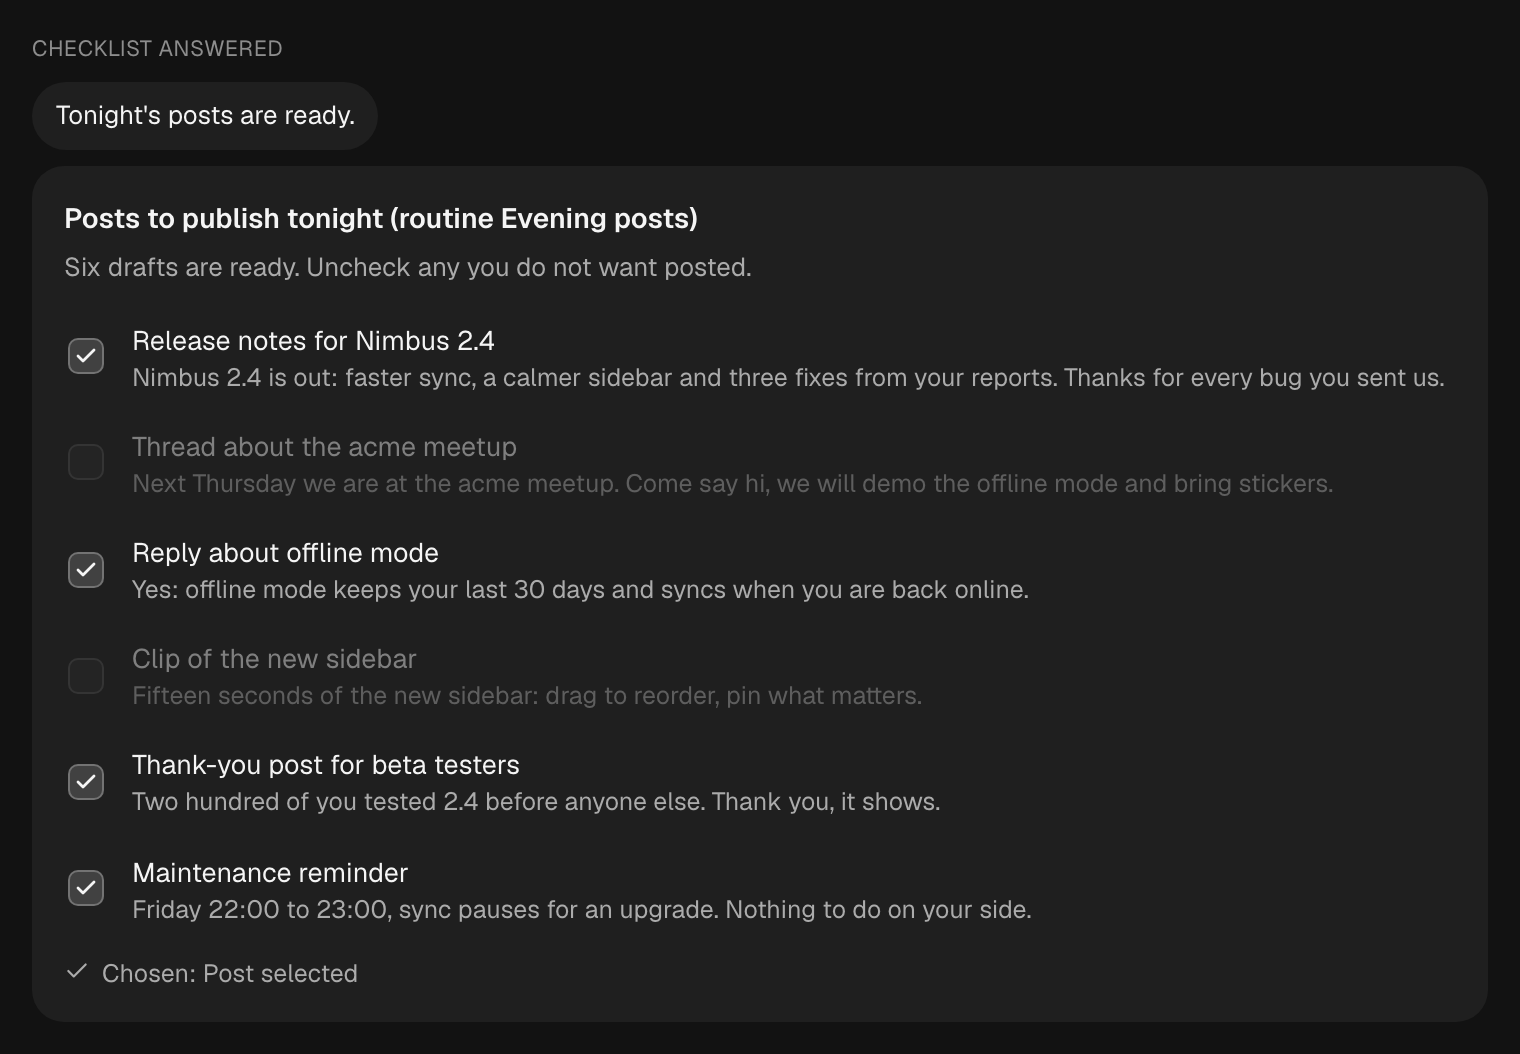 CHECKLIST ANSWERED
Tonight's posts are ready.
Posts to publish tonight (routine Evening posts)
Six drafts are ready. Uncheck any you do not want posted.
Release notes for Nimbus 2.4
Nimbus 2.4 is out: faster sync, a calmer sidebar and three fixes from your reports. Thanks for every bug you sent us.
Thread about the acme meetup
Next Thursday we are at the acme meetup. Come say hi, we will demo the offline mode and bring stickers.
Reply about offline mode
Yes: offline mode keeps your last 30 days and syncs when you are back online.
Clip of the new sidebar
Fifteen seconds of the new sidebar: drag to reorder, pin what matters.
Thank-you post for beta testers
Two hundred of you tested 2.4 before anyone else. Thank you, it shows.
Maintenance reminder
Friday 22:00 to 23:00, sync pauses for an upgrade. Nothing to do on your side.
Chosen: Post selected